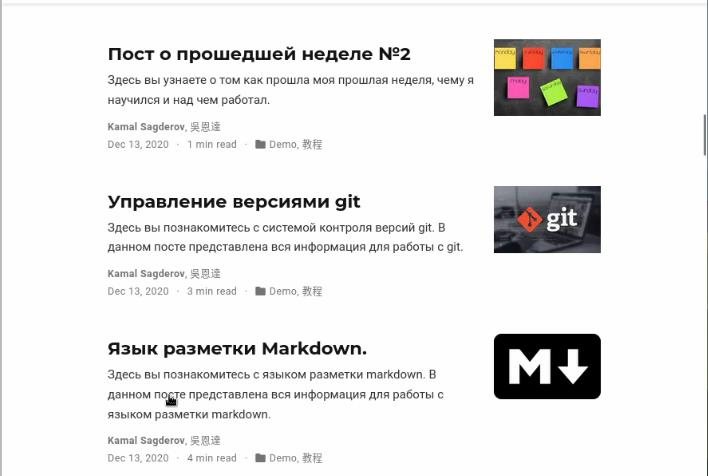 Пост о прошедшей неделе №2
Здесь вы узнаете о том как прошла моя прошлая неделя, чему я
научился и над чем работал.
Kamal Sagderov, 吳恩達
Dec 13, 2020 · 1 min read · Demo, 教程
Управление версиями git
Здесь вы познакомитесь с системой контроля версий git. В
данном посте представлена вся информация для работы с git.
git
Kamal Sagderov, 吳恩達
Dec 13, 2020 · 3 min read · Demo, 教程
Язык разметки Markdown.
Здесь вы познакомитесь с языком разметки markdown. В
данном посте представлена вся информация для работы с
языком разметки markdown.
M
Kamal Sagderov, 吳恩達
Dec 13, 2020 · 4 min read · Demo, 教程